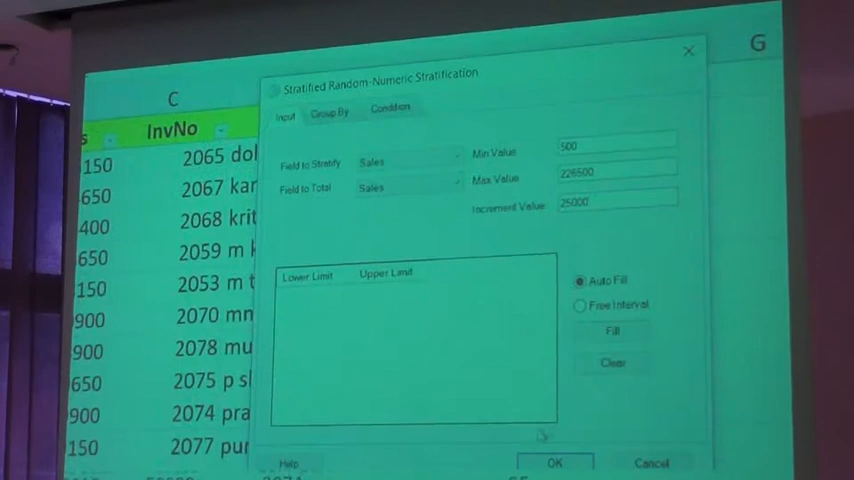 C
G
Stratified Random-Numeric Stratification
Input Group By Condition
s InvNo
150 2065 dol
650 2067 kar
400 2068 krit
650 2059 m k
150 2053 m t
900 2070 mn
900 2078 mu
650 2075 p sl
900 2074 pra
150 2077 pur
Field to Stratify Sales
Field to Total Sales
Min Value 500
Max Value 226500
Increment Value 25000
Lower Limit Upper Limit
Auto Fill
Free Interval
Fill
Clear
Help OK Cancel